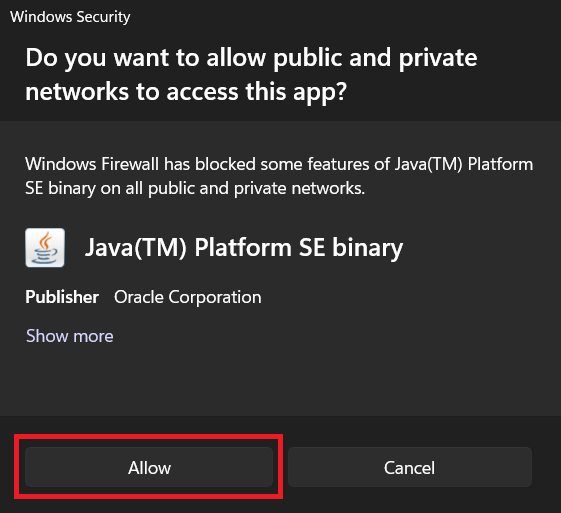 Windows Security
Do you want to allow public and private
networks to access this app?
Windows Firewall has blocked some features of Java(TM) Platform
SE binary on all public and private networks.
Java(TM) Platform SE binary
Publisher Oracle Corporation
Show more
Allow Cancel